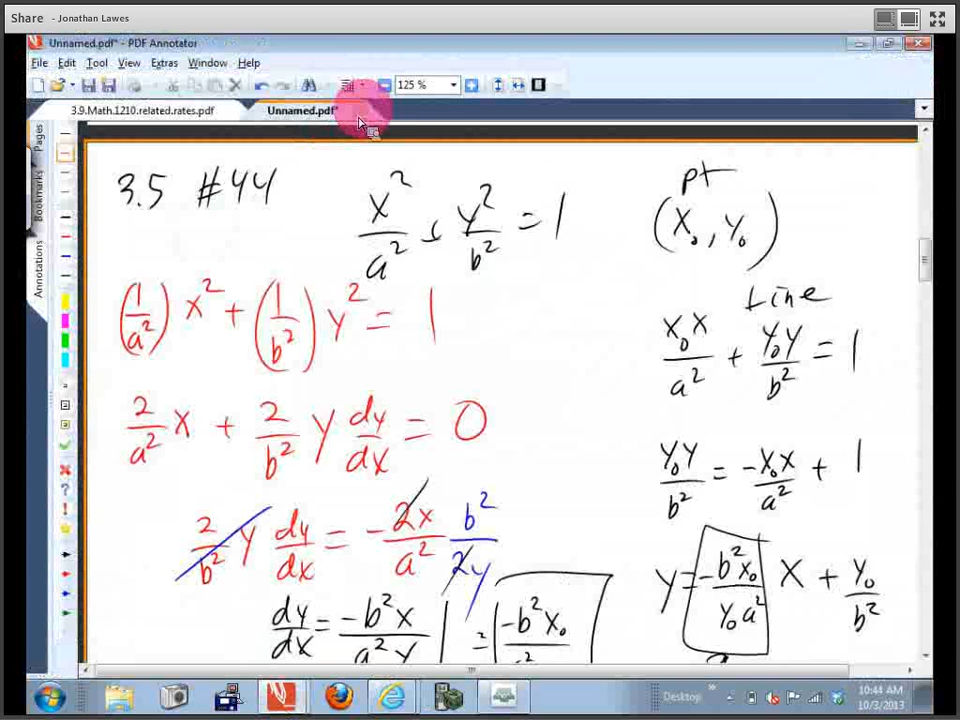 Share - Jonathan Lawes
Unnamed.pdf* - PDF Annotator
File Edit Tool View Extras Window Help
125 %
3.9.Math.1210.related.rates.pdf Unnamed.pdf*
Pages
Bookmarks
Annotations
3.5 #44
x²/a² + y²/b² = 1
pt
(x₀, y₀)
(1/a²) x² + (1/b²) y² = 1
Line
x₀x/a² + y₀y/b² = 1
2/a² x + 2/b² y dy/dx = 0
y₀y/b² = -x₀x/a² + 1
2/b² y dy/dx = -2x/a² b²/2y
y = -b²x₀/y₀a² x + y₀/b²
dy/dx = -b²x/a²y | = -b²x₀
Desktop
10:44 AM
10/3/2013